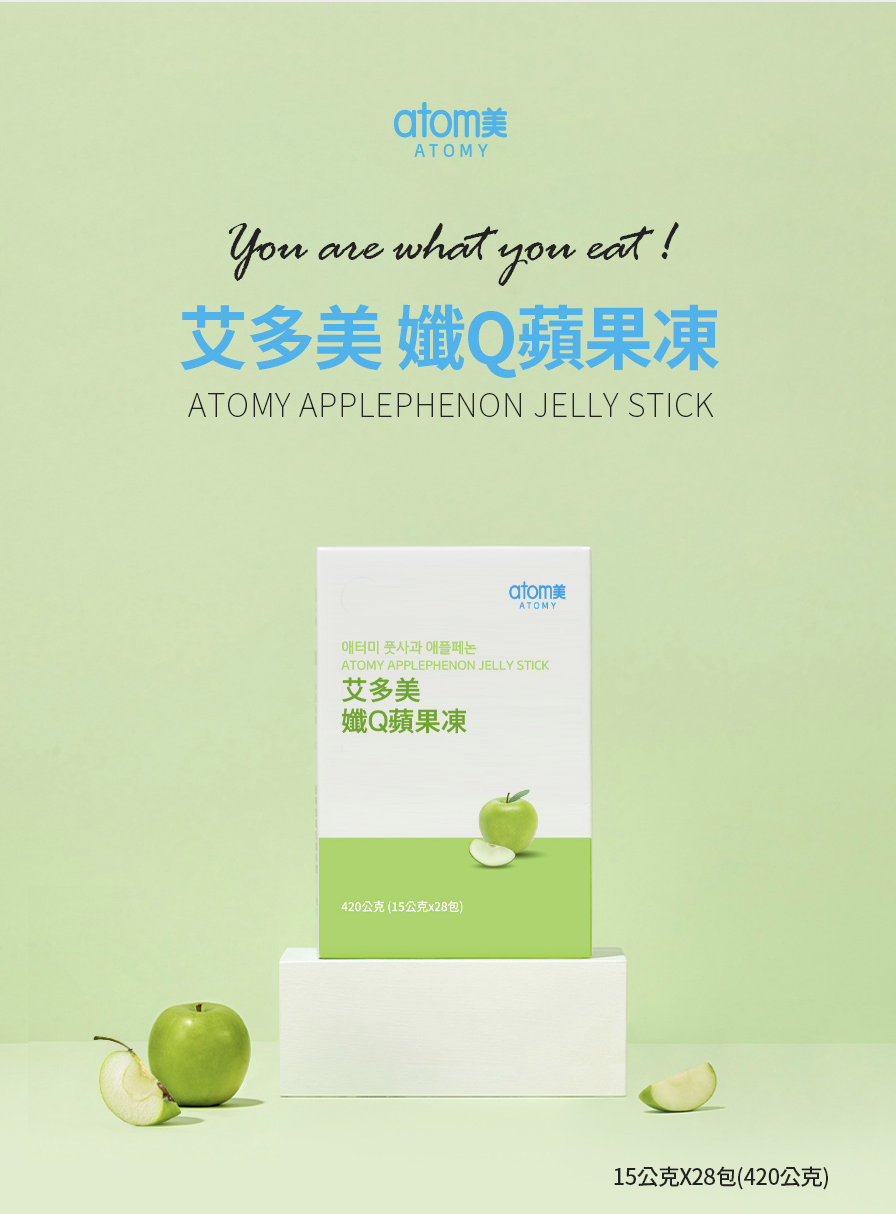 atom美
ATOMY
You are what you eat !
艾多美 孅Q蘋果凍
ATOMY APPLEPHENON JELLY STICK
atom美
ATOMY
애터미 풋사과 애플페논
ATOMY APPLEPHENON JELLY STICK
艾多美
孅Q蘋果凍
420公克 (15公克x28包)
15公克X28包(420公克)